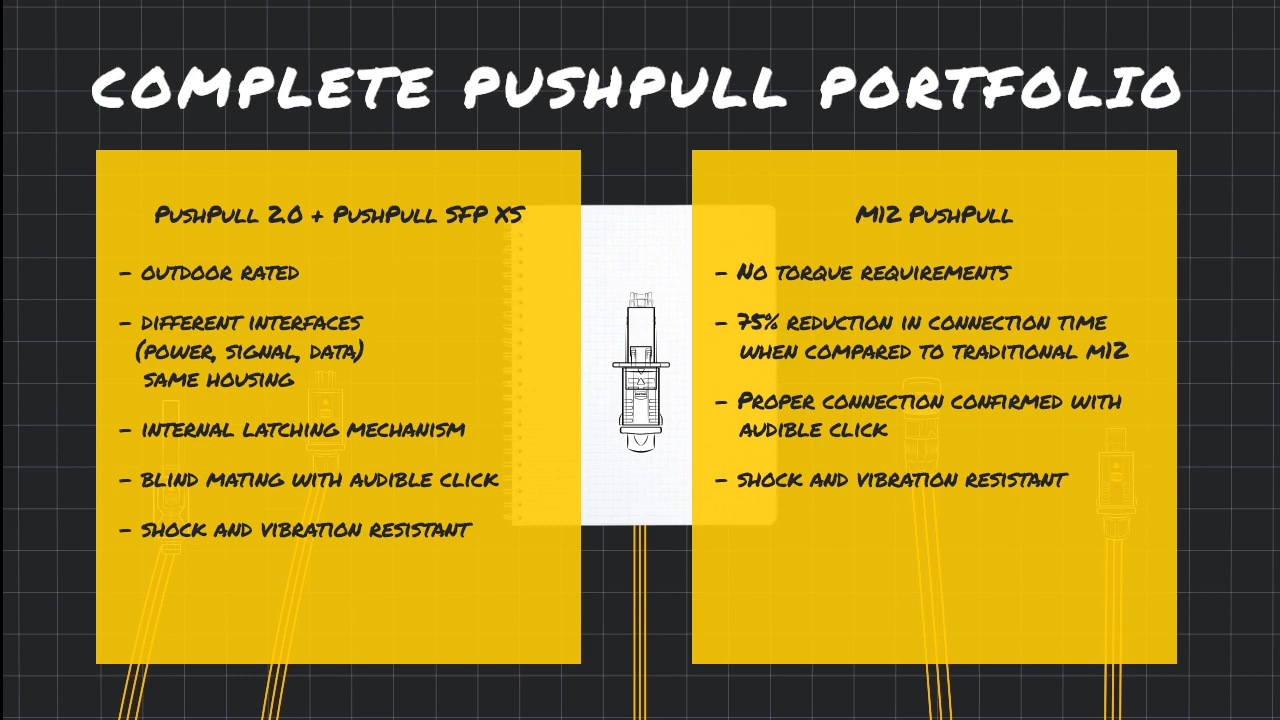 COMPLETE PUSHPULL PORTFOLIO
PushPull 2.0 + PushPull SFP XS
- outdoor rated
- different interfaces
(power, signal, data)
same housing
- internal latching mechanism
- blind mating with audible click
- shock and vibration resistant
M12 PushPull
- No torque requirements
- 75% reduction in connection time
when compared to traditional m12
- Proper connection confirmed with
audible click
- shock and vibration resistant